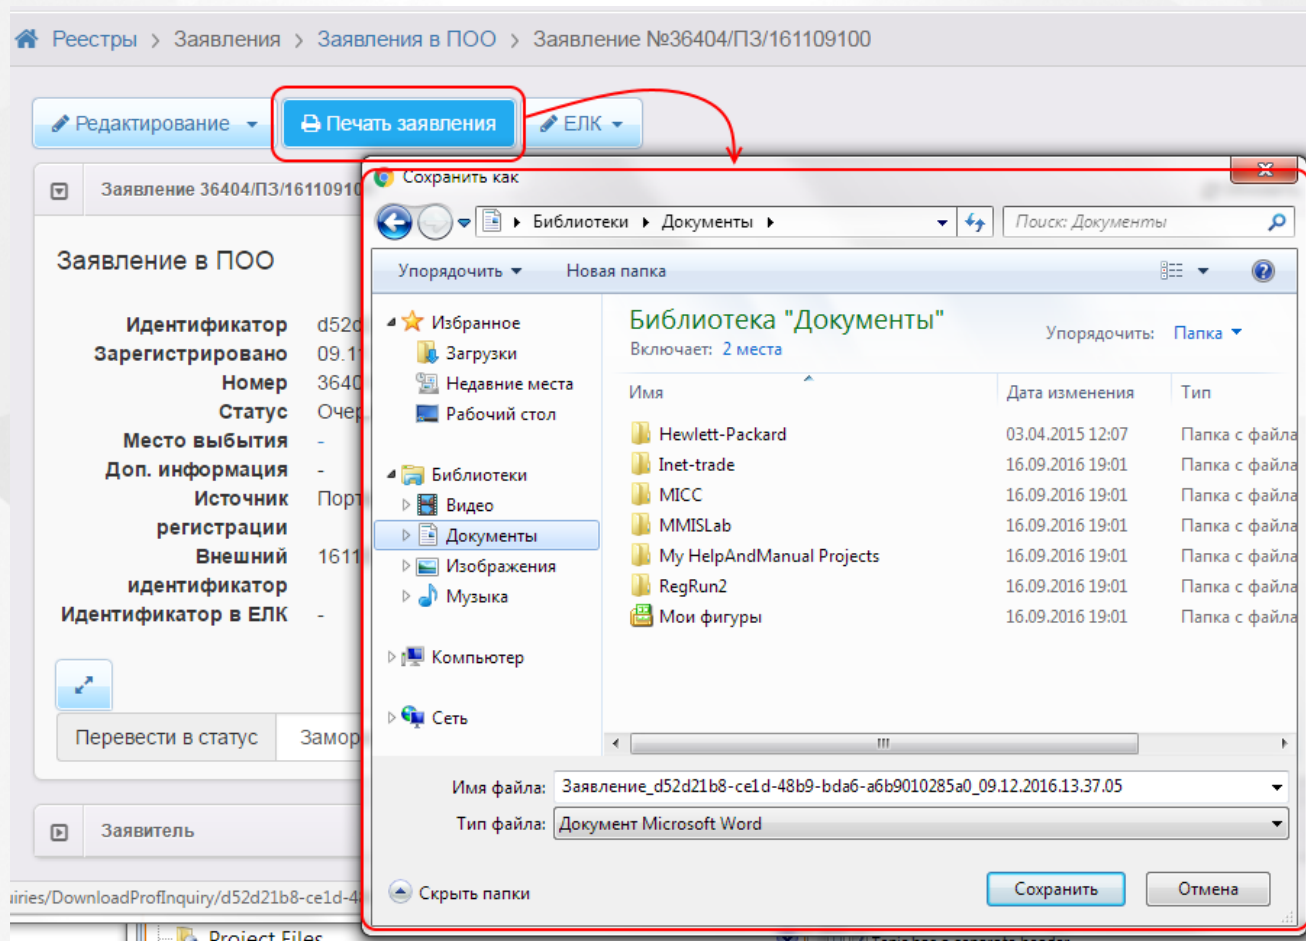 Реестры > Заявления > Заявления в ПОО > Заявление №36404/ПЗ/161109100
Редактирование
Печать заявления
ЕЛК
Заявление 36404/ПЗ/16110910
Заявление в ПОО
Идентификатор d52d
Зарегистрировано 09.1
Номер 3640
Статус Очер
Место выбытия -
Доп. информация -
Источник Порт
регистрации
Внешний 1611
идентификатор
Идентификатор в ЕЛК -
Перевести в статус Замор
Заявитель
iries/DownloadProfInquiry/d52d21b8-ce1d-4
Project Files
Сохранить как
Библиотеки Документы
Поиск: Документы
Упорядочить Новая папка
Избранное
Загрузки
Недавние места
Рабочий стол
Библиотеки
Видео
Документы
Изображения
Музыка
Компьютер
Сеть
Библиотека "Документы"
Включает: 2 места
Упорядочить: Папка
Имя Дата изменения Тип
Hewlett-Packard 03.04.2015 12:07 Папка с файла
Inet-trade 16.09.2016 19:01 Папка с файла
MICC 16.09.2016 19:01 Папка с файла
MMISLab 16.09.2016 19:01 Папка с файла
My HelpAndManual Projects 16.09.2016 19:01 Папка с файла
RegRun2 16.09.2016 19:01 Папка с файла
Мои фигуры 16.09.2016 19:01 Папка с файла
Имя файла: Заявление_d52d21b8-ce1d-48b9-bda6-a6b9010285a0_09.12.2016.13.37.05
Тип файла: Документ Microsoft Word
Скрыть папки
Сохранить
Отмена
Topic has a separate header